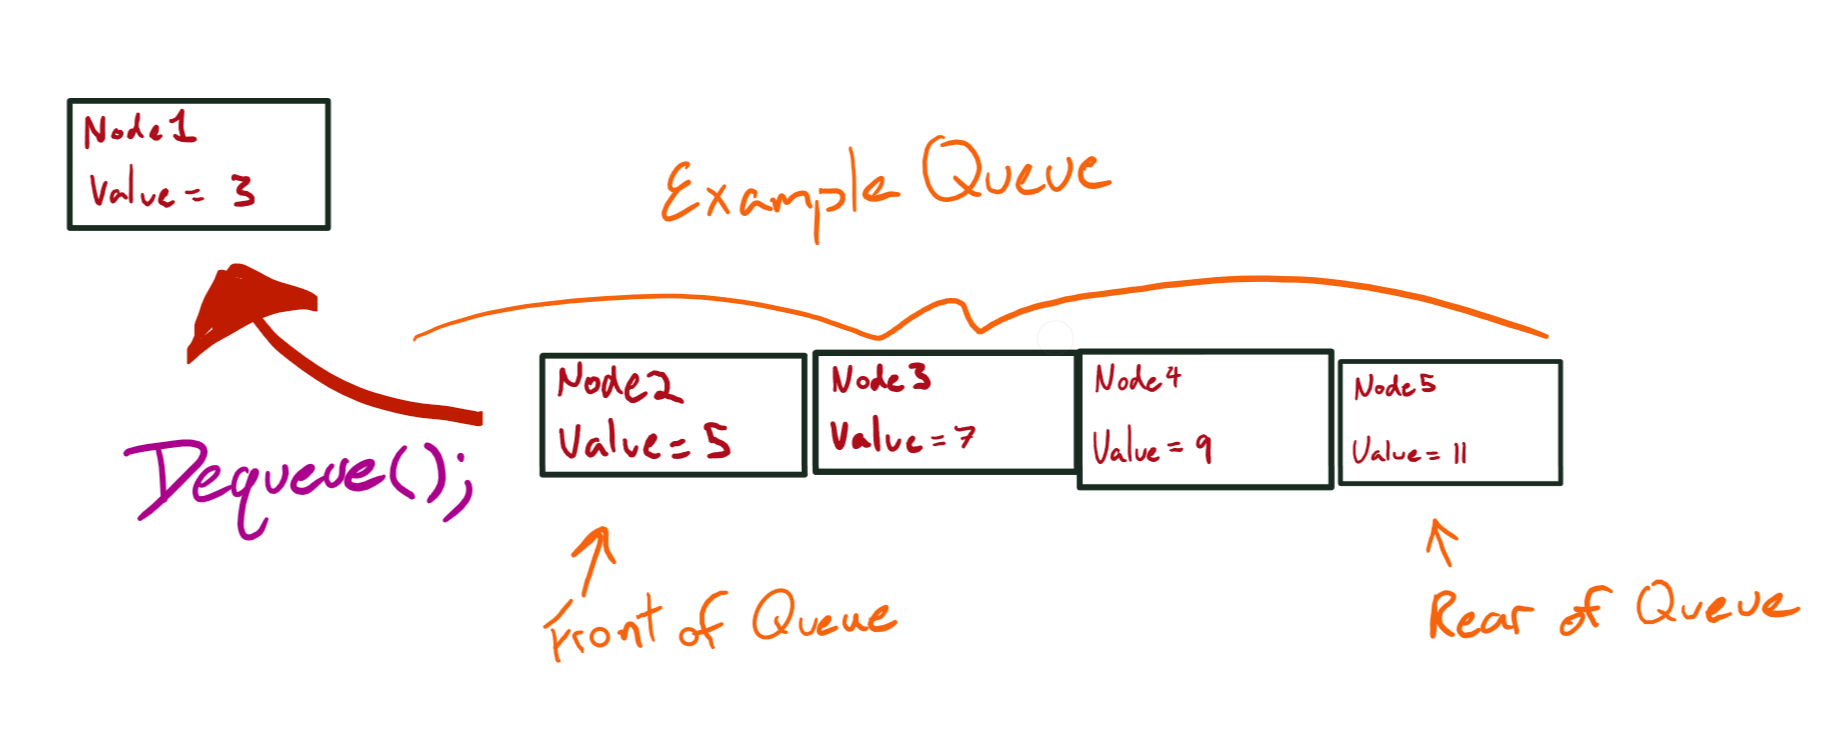 Node1
Value = 3
Example Queue
Node2
Value = 5
Node3
Value = 7
Node4
Value = 9
Node5
Value = 11
Dequeue();
Front of Queue
Rear of Queue